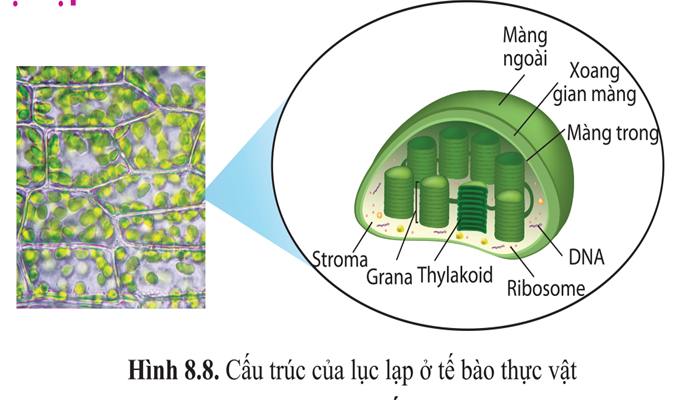 Màng
ngoài
Xoang
gian màng
Màng trong
Stroma
Grana
Thylakoid
DNA
Ribosome
Hình 8.8. Cấu trúc của lục lạp ở tế bào thực vật